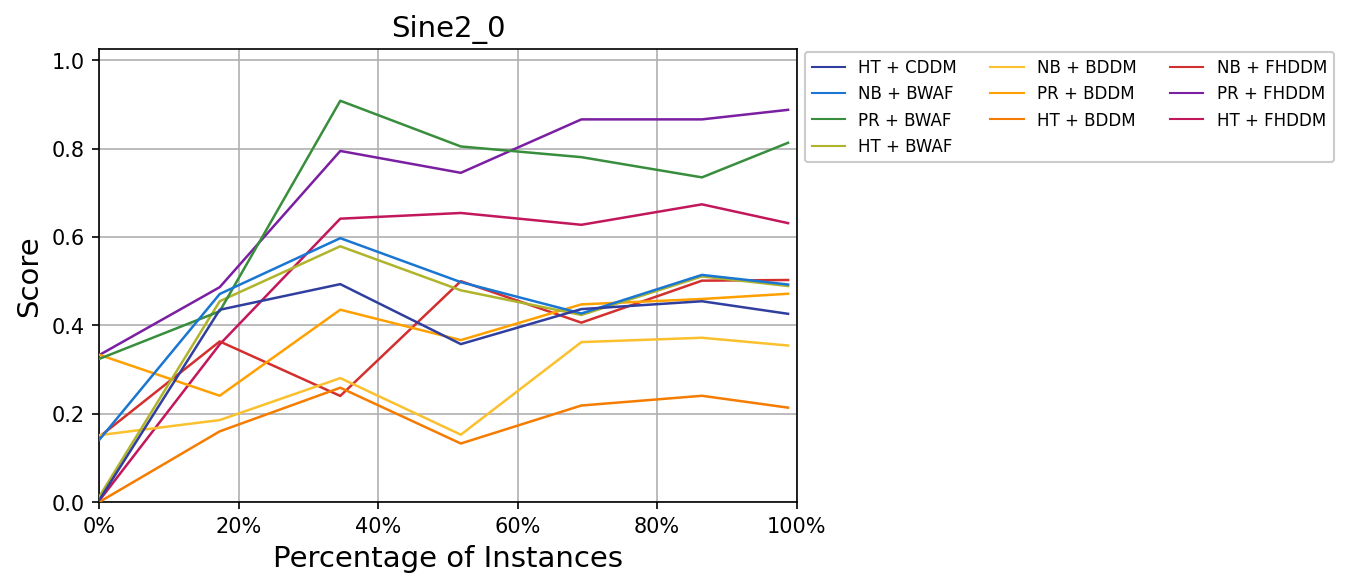 Sine2_0
Score
1.0
0.8
0.6
0.4
0.2
0.0
0%
20%
40%
60%
80%
100%
Percentage of Instances
HT + CDDM
NB + BWAF
PR + BWAF
HT + BWAF
NB + BDDM
PR + BDDM
HT + BDDM
NB + FHDDM
PR + FHDDM
HT + FHDDM